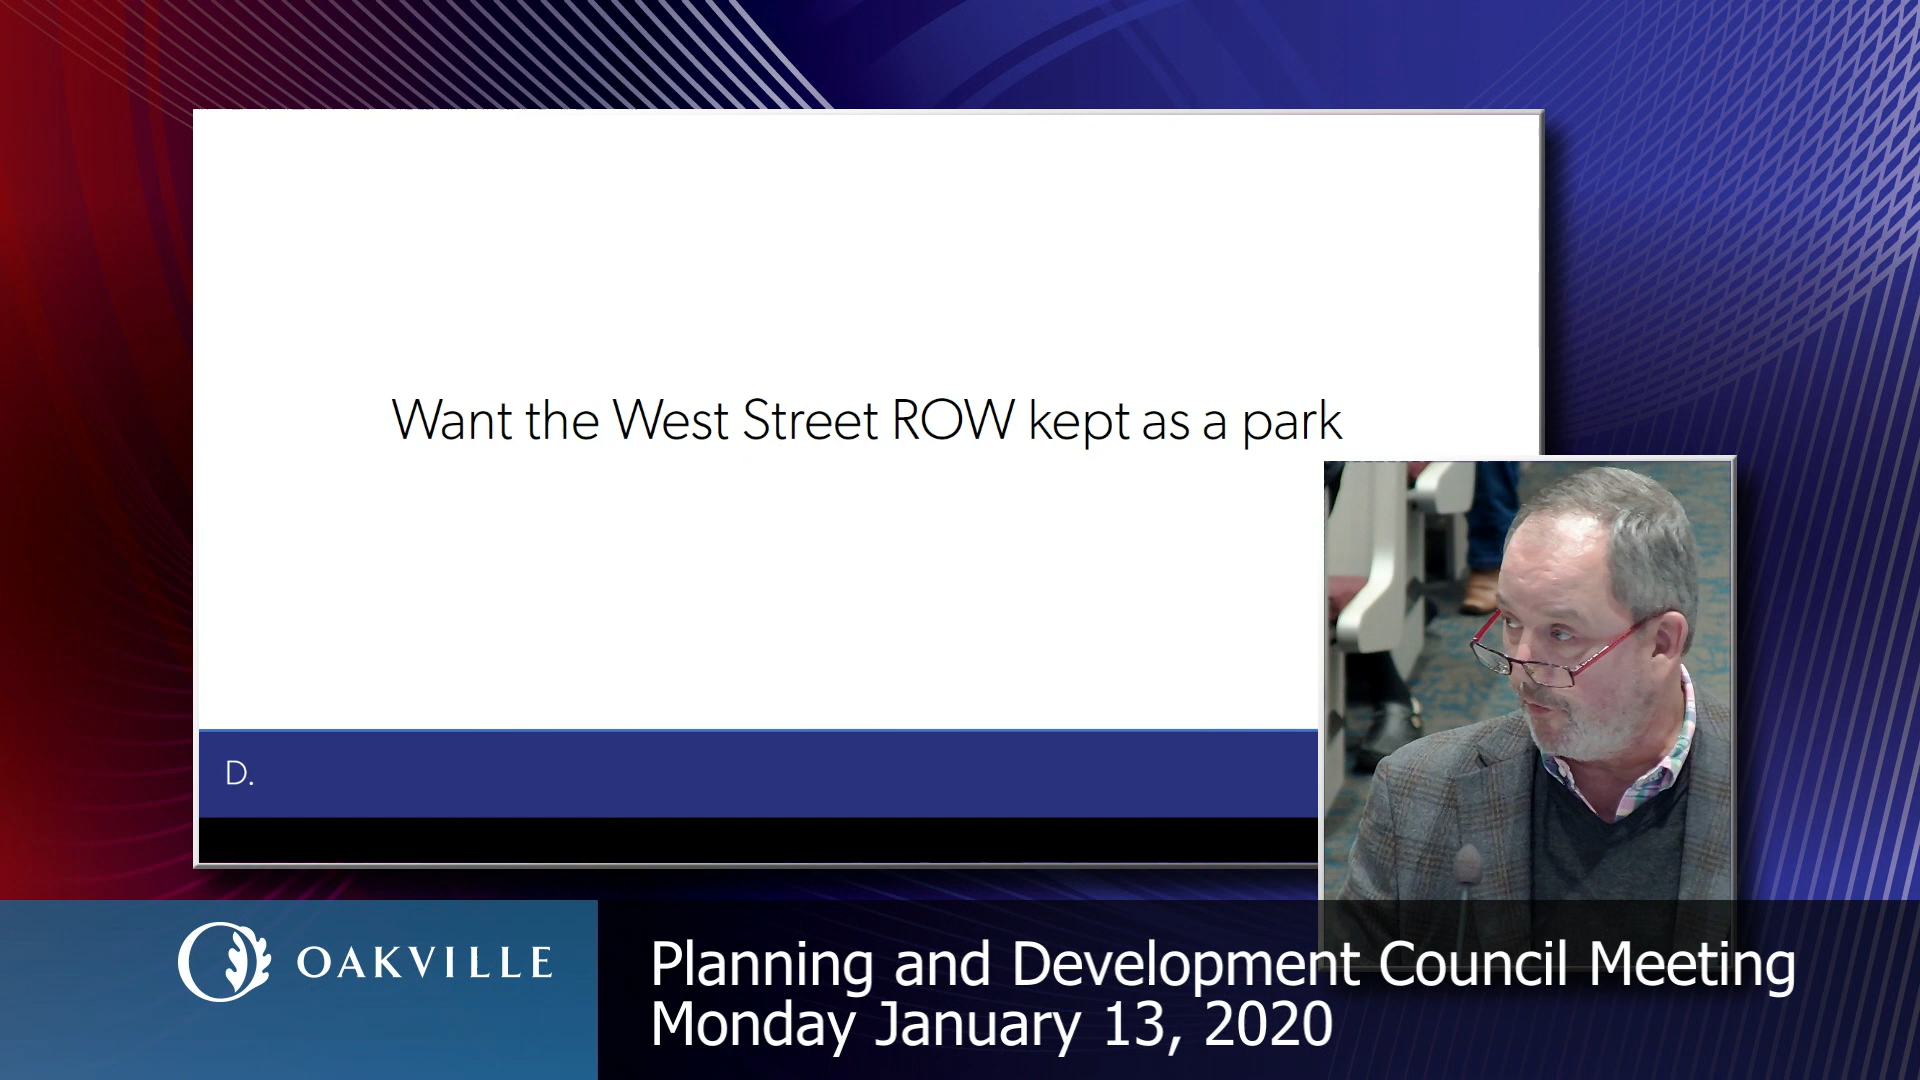 Want the West Street ROW kept as a park
D.
OAKVILLE
Planning and Development Council Meeting
Monday January 13, 2020